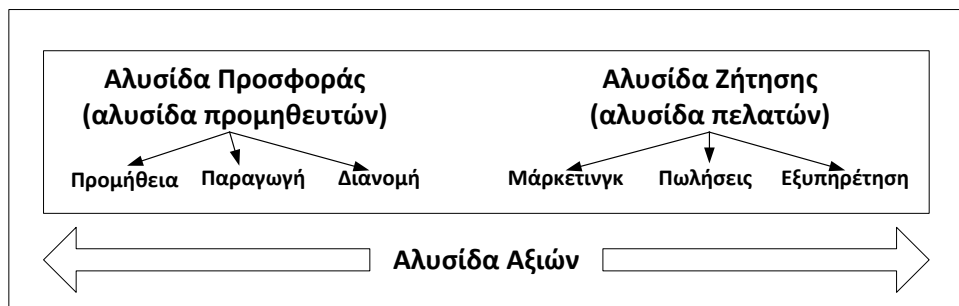 Αλυσίδα Προσφοράς
(αλυσίδα προμηθευτών)
Προμήθεια Παραγωγή Διανομή
Αλυσίδα Ζήτησης
(αλυσίδα πελατών)
Μάρκετινγκ Πωλήσεις Εξυπηρέτηση
Αλυσίδα Αξιών